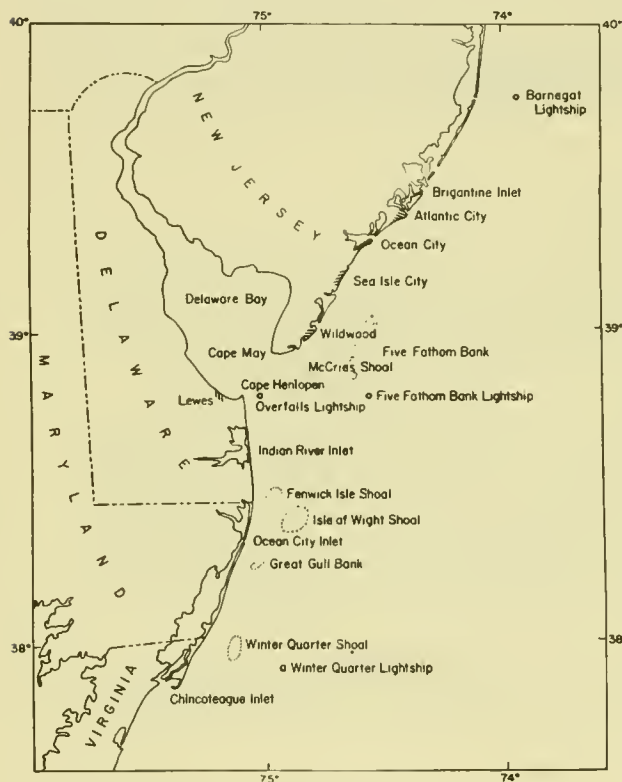 75°
74°
40°
40°
Barnegat
Lightship
NEW JERSEY
Brigantine Inlet
Atlantic City
Ocean City
Sea Isle City
DELAWARE
Delaware Bay
39°
39°
Wildwood
Cape May
Five Fathom Bank
McCries Shoal
MARYLAND
Cape Henlopen
Lewes
Overfalls Lightship
Five Fathom Bank Lightship
Indian River Inlet
Fenwick Isle Shoal
Isle of Wight Shoal
Ocean City Inlet
Great Gull Bank
38°
38°
Winter Quarter Shoal
Winter Quarter Lightship
VIRGINIA
Chincoteague Inlet
75°
74°